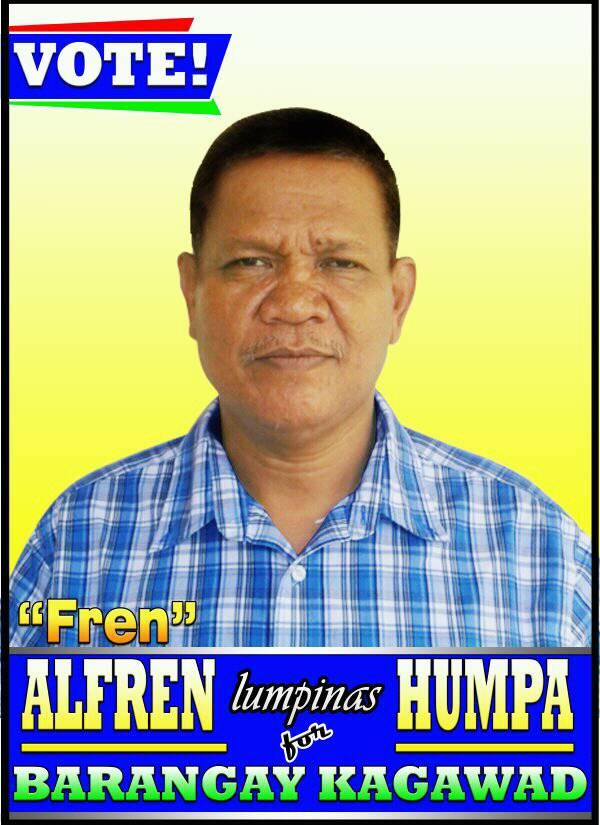 VOTE!
"Fren"
ALFREN lumpinas HUMPA
for
BARANGAY KAGAWAD